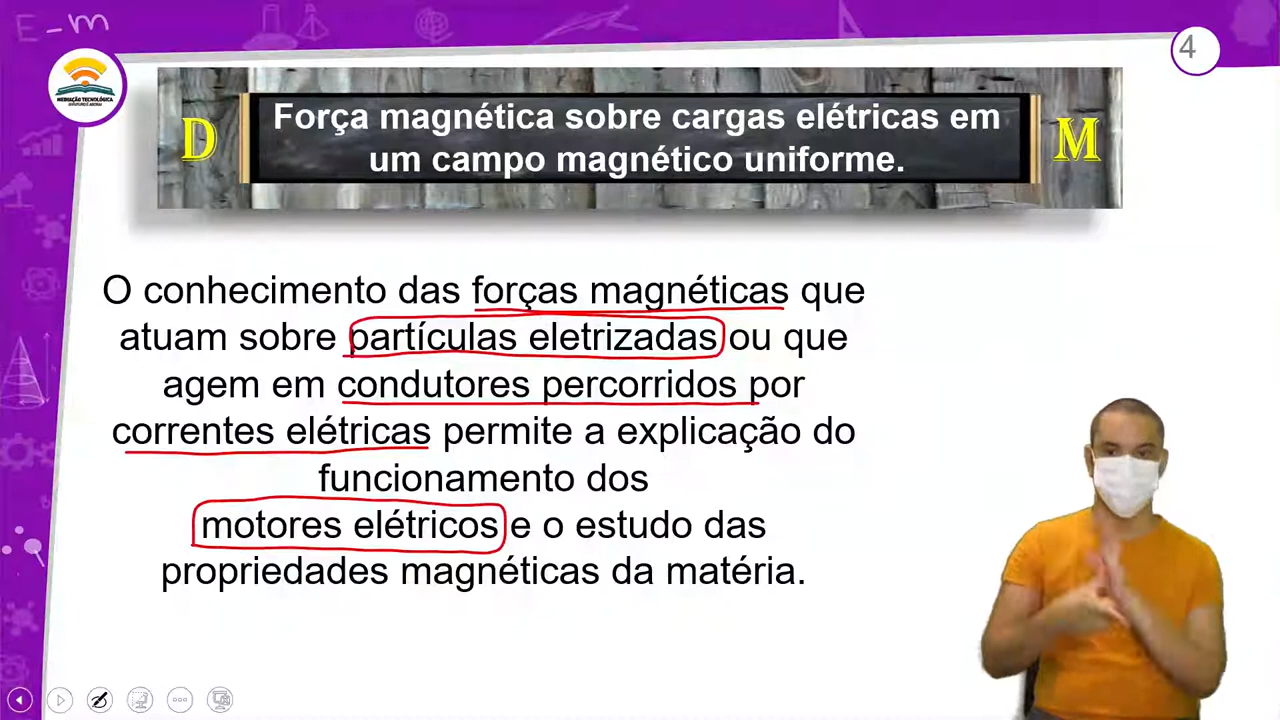 E-m
4
MEDIAÇÃO TECNOLÓGICA
D
Força magnética sobre cargas elétricas em
um campo magnético uniforme.
M
O conhecimento das forças magnéticas que
atuam sobre partículas eletrizadas ou que
agem em condutores percorridos por
correntes elétricas permite a explicação do
funcionamento dos
motores elétricos e o estudo das
propriedades magnéticas da matéria.